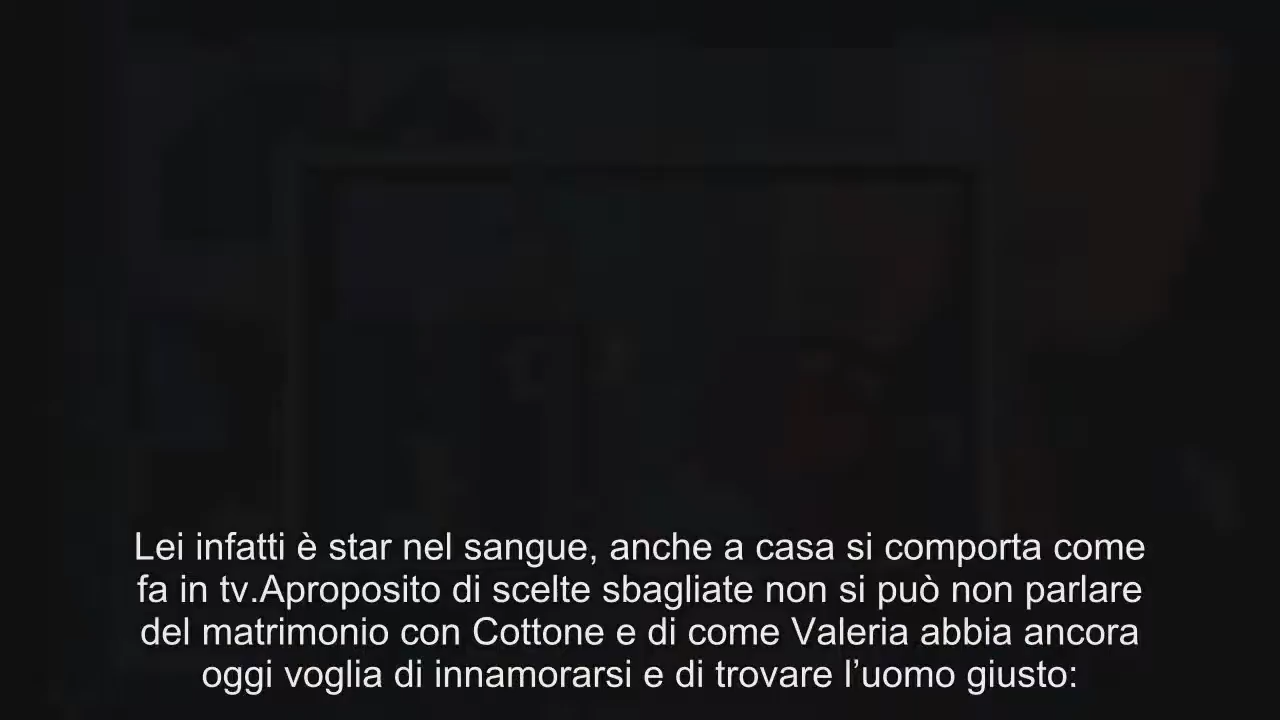 Lei infatti è star nel sangue, anche a casa si comporta come
fa in tv.Aproposito di scelte sbagliate non si può non parlare
del matrimonio con Cottone e di come Valeria abbia ancora
oggi voglia di innamorarsi e di trovare l’uomo giusto: